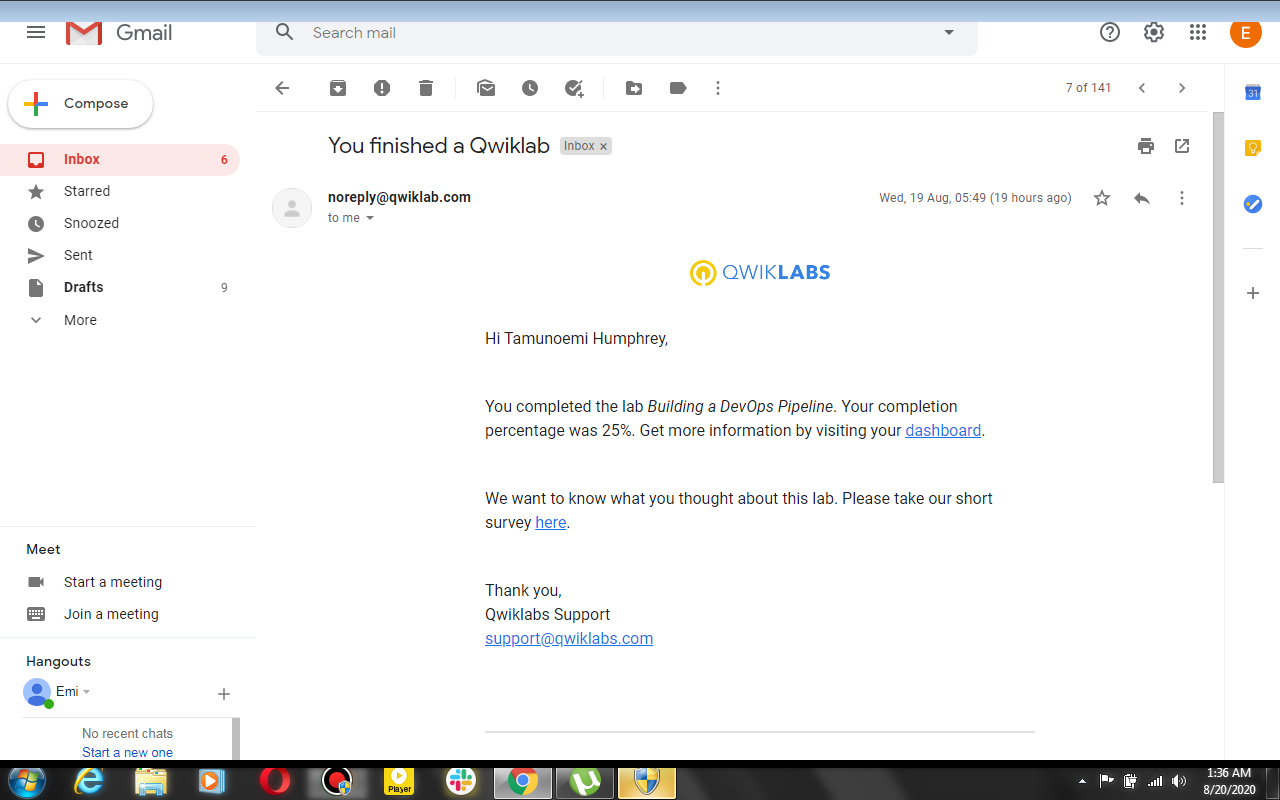 Gmail
Search mail
E
Compose
7 of 141
31
Inbox 6
Starred
Snoozed
Sent
Drafts 9
More
You finished a Qwiklab Inbox x
noreply@qwiklab.com
Wed, 19 Aug, 05:49 (19 hours ago)
to me
QWIKLABS
Hi Tamunoemi Humphrey,
You completed the lab Building a DevOps Pipeline. Your completion
percentage was 25%. Get more information by visiting your dashboard.
We want to know what you thought about this lab. Please take our short
survey here.
Thank you,
Qwiklabs Support
support@qwiklabs.com
Meet
Start a meeting
Join a meeting
Hangouts
Emi
No recent chats
Start a new one
Player
1:36 AM
8/20/2020